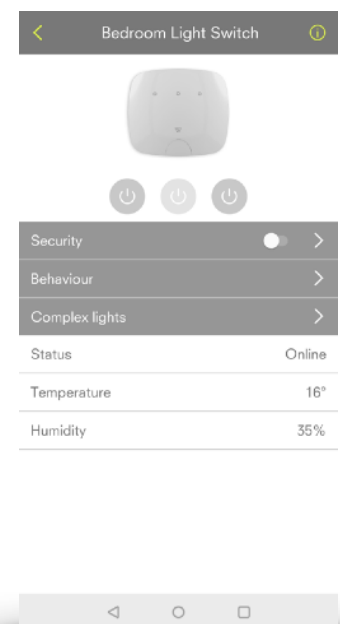 Bedroom Light Switch
Security
Behaviour
Complex lights
Status Online
Temperature 16°
Humidity 35%